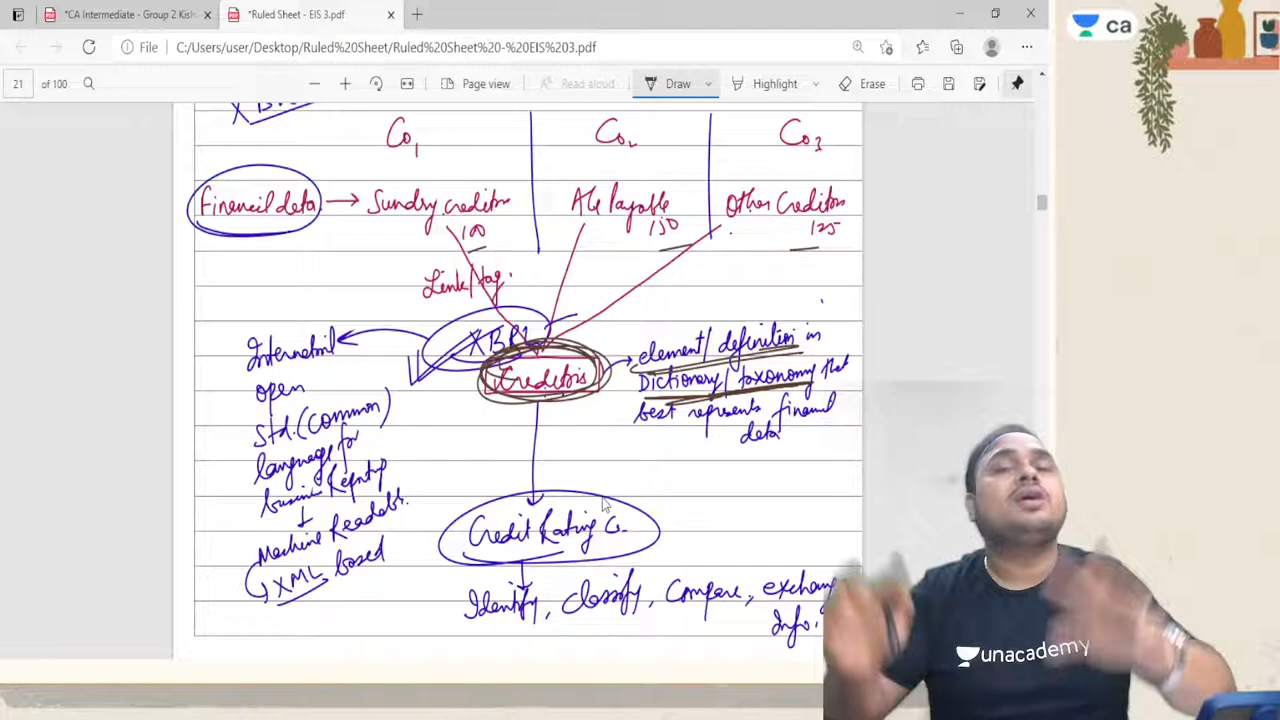 *CA Intermediate - Group 2 Kish
*Ruled Sheet - EIS 3.pdf
File
C:/Users/user/Desktop/Ruled%20Sheet/Ruled%20Sheet%20-%20EIS%203.pdf
21 of 100
Page view
Read aloud
Draw
Highlight
Erase
ca
XBRL
Co1
Co2
Co3
Financial data → Sundry creditors
100
A/c payable
150
Other Creditors
125
Link/tag.
XBRL
Creditors
element/definition in
Dictionary/taxonomy that
best represents financial
data
International
open
Std. (Common)
language for
business Reporting
Machine Readable.
XML based
Credit Rating Co.
Identify, classify, Compare, exchange
Info.
unacademy